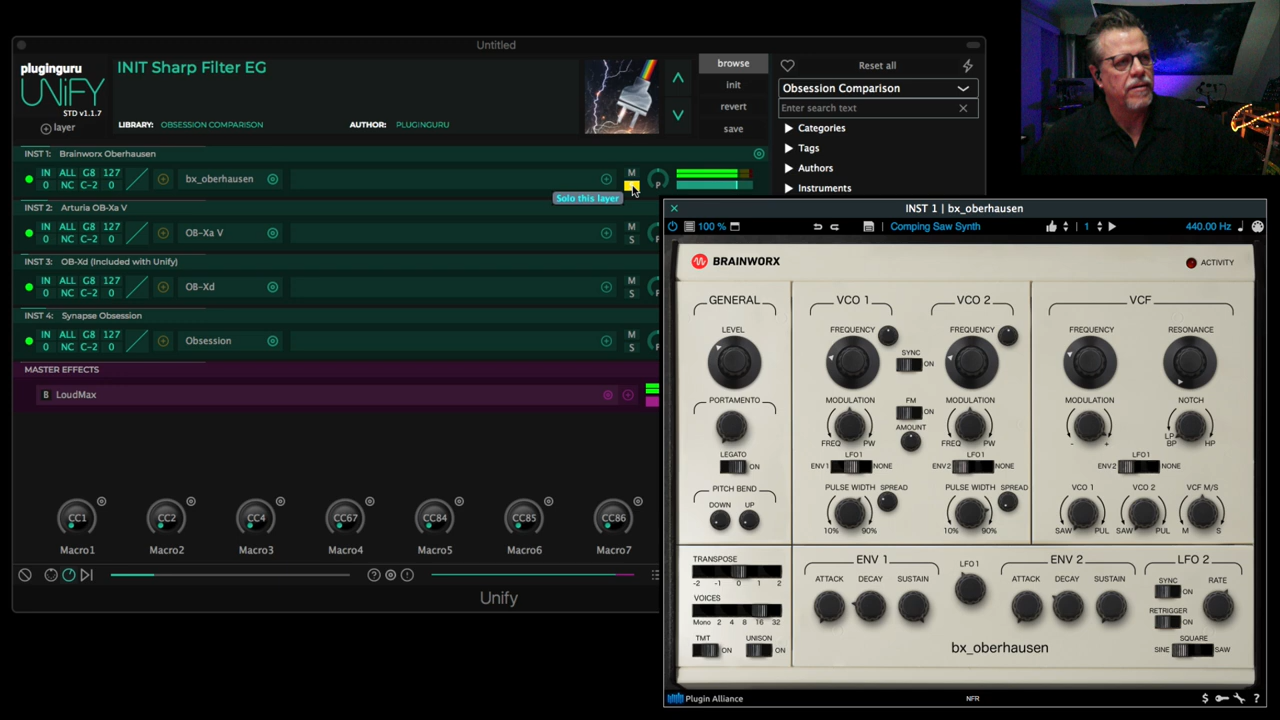 Untitled
pluginguru
UNIFY
STD v1.1.7
layer
INIT Sharp Filter EG
LIBRARY: OBSESSION COMPARISON AUTHOR: PLUGINGURU
browse
init
revert
save
Reset all
Obsession Comparison
Enter search text
Categories
Tags
Authors
Instruments
INST 1: Brainworx Oberhausen
IN ALL G8 127
0 NC C-2 0
bx_oberhausen
M
P
Solo this layer
INST 2: Arturia OB-Xa V
IN ALL G8 127
0 NC C-2 0
OB-Xa V
M
S
INST 3: OB-Xd (Included with Unify)
IN ALL G8 127
0 NC C-2 0
OB-Xd
M
S
INST 4: Synapse Obsession
IN ALL G8 127
0 NC C-2 0
Obsession
M
S
MASTER EFFECTS
B LoudMax
CC1 CC2 CC4 CC67 CC84 CC85 CC86
Macro1 Macro2 Macro3 Macro4 Macro5 Macro6 Macro7
Unify
INST 1 | bx_oberhausen
100 % Comping Saw Synth 1 440.00 Hz
BRAINWORX ACTIVITY
GENERAL VCO 1 VCO 2 VCF
LEVEL FREQUENCY FREQUENCY FREQUENCY RESONANCE
SYNC
ON
PORTAMENTO MODULATION FM MODULATION MODULATION NOTCH
ON
AMOUNT
FREQ PW FREQ PW - + LP BP HP
LEGATO
ON
ENV1 LFO1 NONE ENV2 LFO1 NONE ENV2 LFO1 NONE
PITCH BEND PULSE WIDTH SPREAD PULSE WIDTH SPREAD VCO 1 VCO 2 VCF M/S
DOWN UP
10% 90% 10% 90% SAW PUL SAW PUL M S
TRANSPOSE
-2 -1 0 1 2
VOICES
Mono 2 4 8 16 32
TMT UNISON
ON ON
ENV 1 LFO1 ENV 2 LFO 2
ATTACK DECAY SUSTAIN ATTACK DECAY SUSTAIN SYNC RATE
ON
RETRIGGER
ON
SQUARE
SINE SAW
bx_oberhausen
Plugin Alliance NFR $ ?